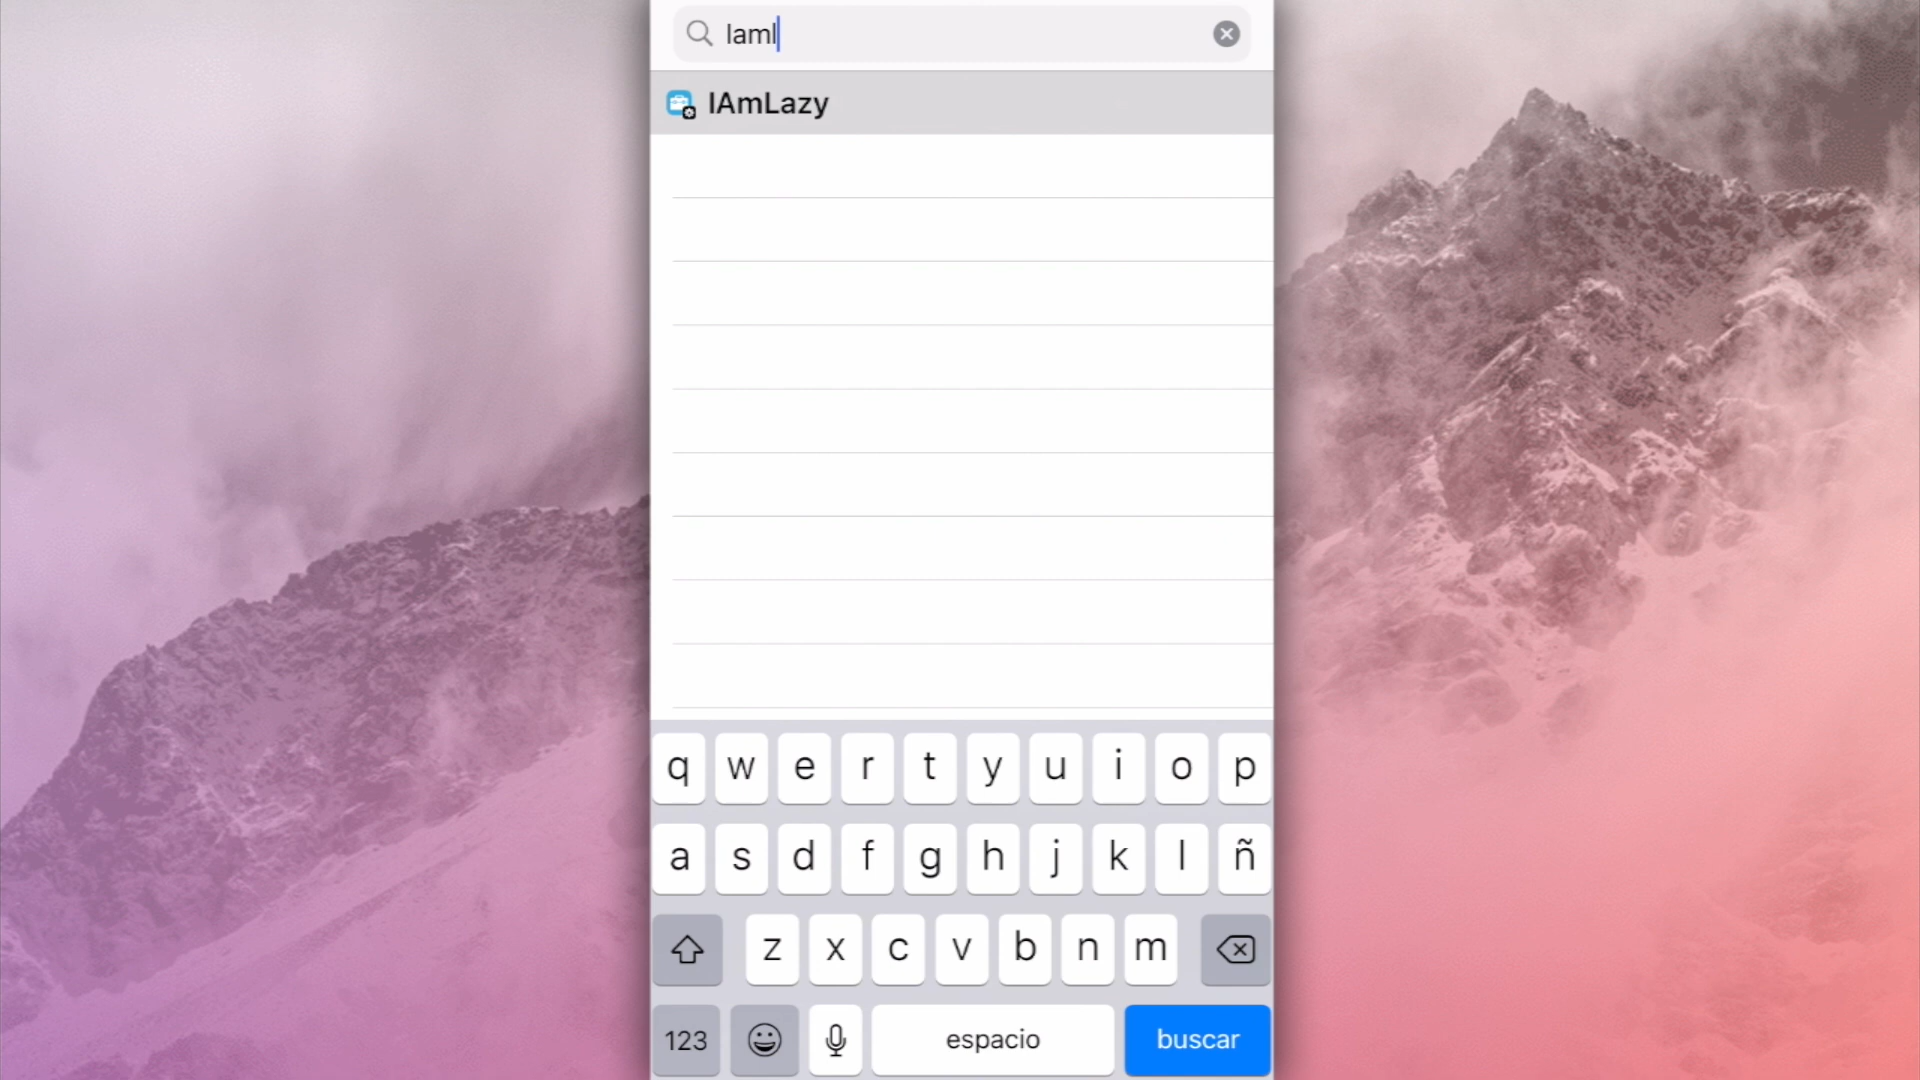 Iaml
IAmLazy
q w e r t y u i o p
a s d f g h j k l ñ
z x c v b n m
123 espacio buscar